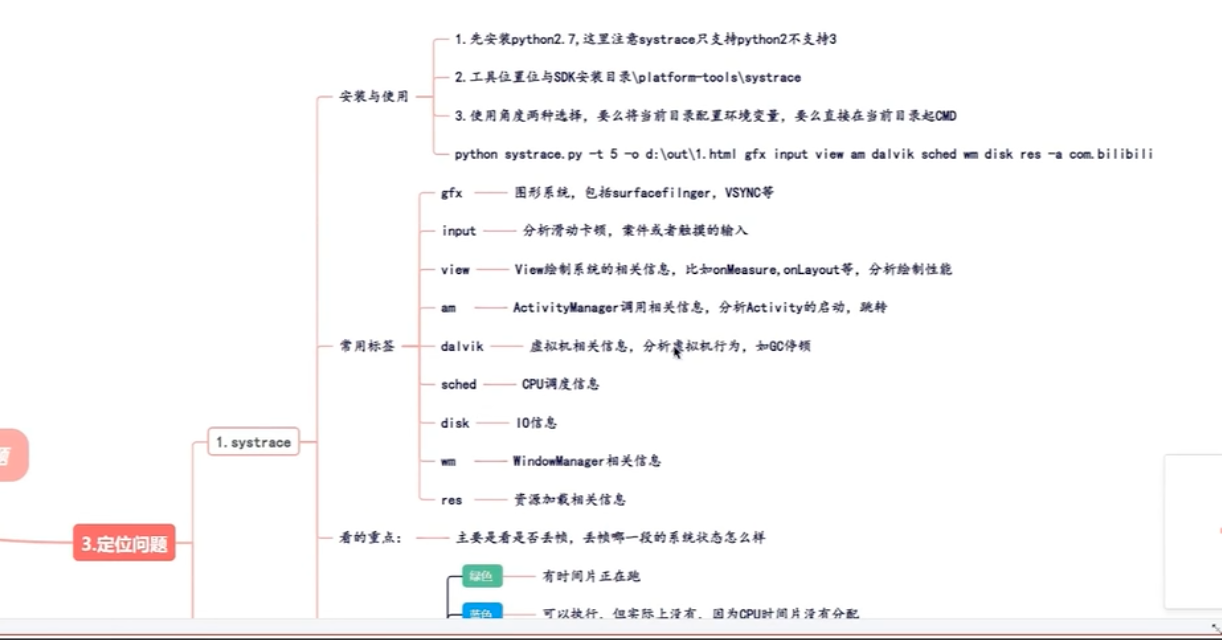 1.先安装python2.7,这里注意systrace只支持python2不支持3
2.工具位置位与SDK安装目录\platform-tools\systrace
安装与使用
3.使用角度两种选择，要么将当前目录配置环境变量，要么直接在当前目录起CMD
python systrace.py -t 5 -o d:\out\1.html gfx input view am dalvik sched wm disk res -a com.bilibili
gfx 图形系统，包括surfacefilnger，VSYNC等
input 分析滑动卡顿，案件或者触摸的输入
view View绘制系统的相关信息，比如onMeasure,onLayout等，分析绘制性能
am ActivityManager调用相关信息，分析Activity的启动，跳转
常用标签
dalvik 虚拟机相关信息，分析虚拟机行为，如GC停顿
sched CPU调度信息
disk IO信息
1.systrace
wm WindowManager相关信息
题
res 资源加载相关信息
看的重点：
主要是看是否丢帧，丢帧哪一段的系统状态怎么样
3.定位问题
绿色 有时间片正在跑
蓝色 可以执行，但实际上没有，因为CPU时间片没有分配